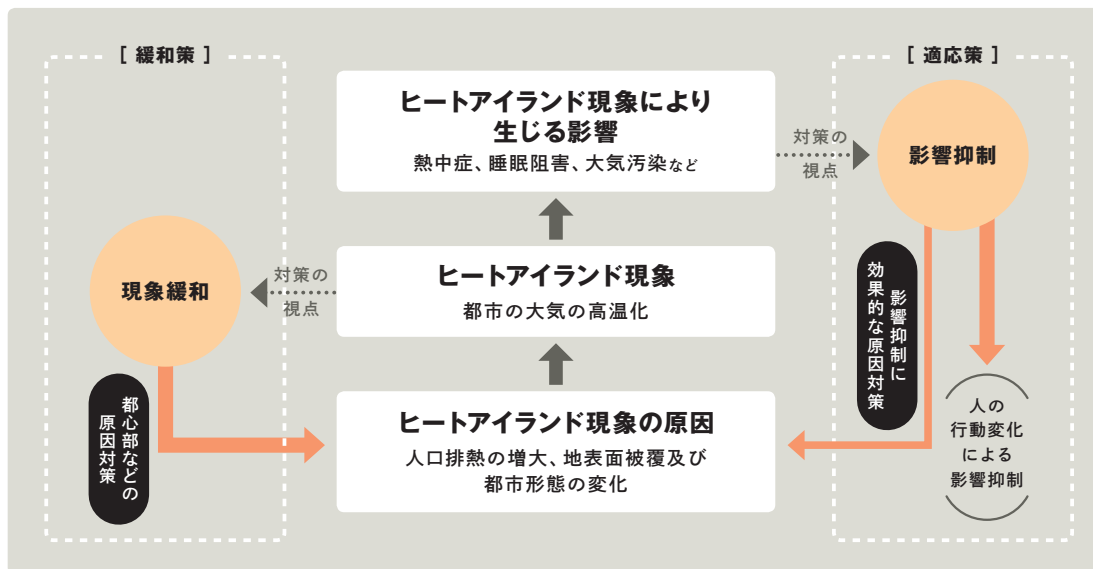 [ 緩和策 ]
現象緩和
対策の
視点
都心部などの
原因対策
ヒートアイランド現象により
生じる影響
熱中症、睡眠阻害、大気汚染など
ヒートアイランド現象
都市の大気の高温化
ヒートアイランド現象の原因
人口排熱の増大、地表面被覆及び
都市形態の変化
[ 適応策 ]
対策の
視点
影響抑制
影響抑制に
効果的な原因対策
人の
行動変化
による
影響抑制